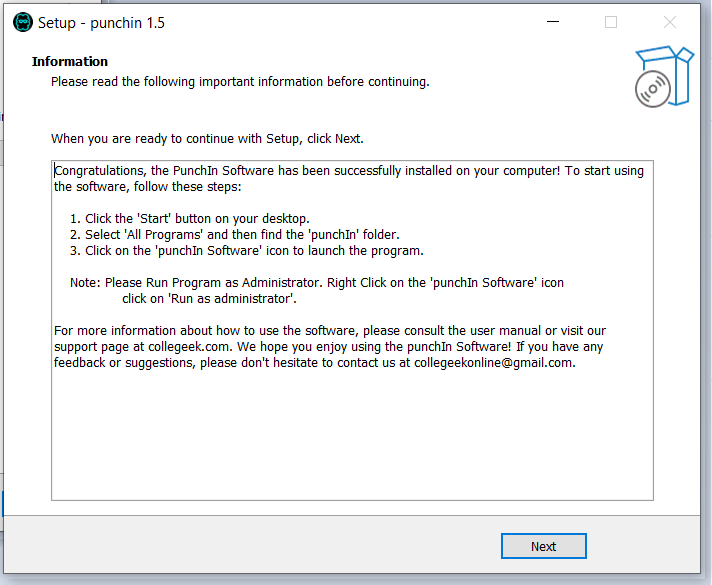 Setup - punchin 1.5
Information
Please read the following important information before continuing.
When you are ready to continue with Setup, click Next.
Congratulations, the PunchIn Software has been successfully installed on your computer! To start using
the software, follow these steps:
1. Click the 'Start' button on your desktop.
2. Select 'All Programs' and then find the 'punchIn' folder.
3. Click on the 'punchIn Software' icon to launch the program.
Note: Please Run Program as Administrator. Right Click on the 'punchIn Software' icon
click on 'Run as administrator'.
For more information about how to use the software, please consult the user manual or visit our
support page at collegeek.com. We hope you enjoy using the punchIn Software! If you have any
feedback or suggestions, please don't hesitate to contact us at collegeekonline@gmail.com.
Next